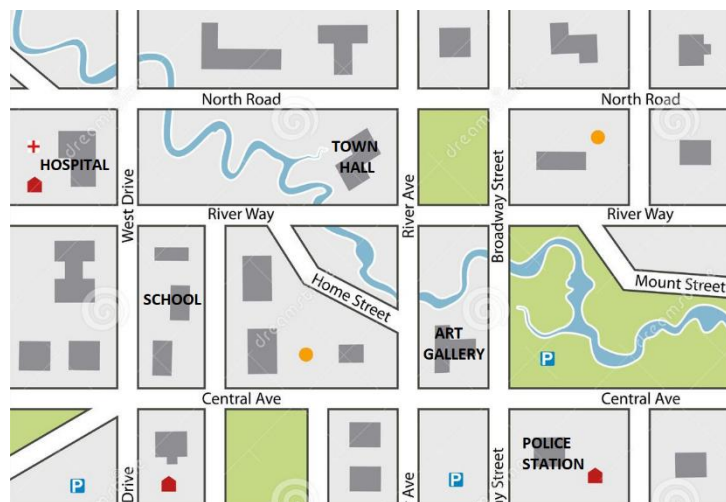 North Road
North Road
TOWN
HALL
HOSPITAL
West Drive
River Ave
Broadway Street
River Way
River Way
Home Street
Mount Street
SCHOOL
ART
GALLERY
P
Central Ave
Central Ave
POLICE
STATION
P
Drive
Ave
P
ay Street